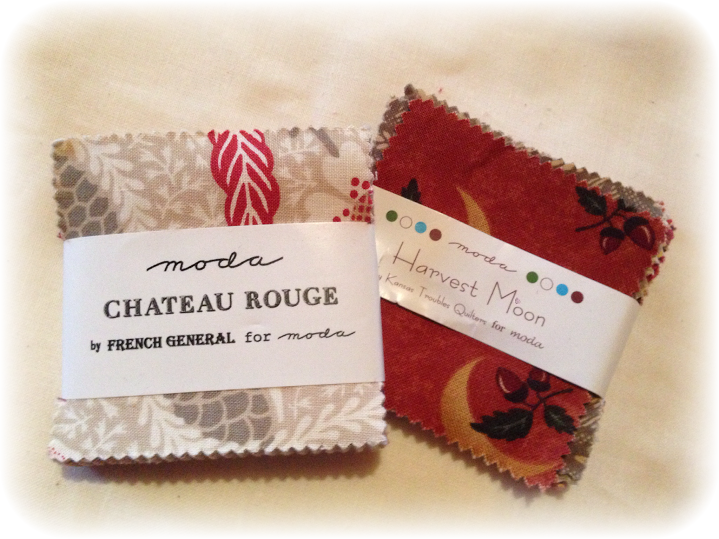 moda
CHATEAU ROUGE
by FRENCH GENERAL for moda
moda
Harvest Moon
Kansas Troubles Quilters for moda